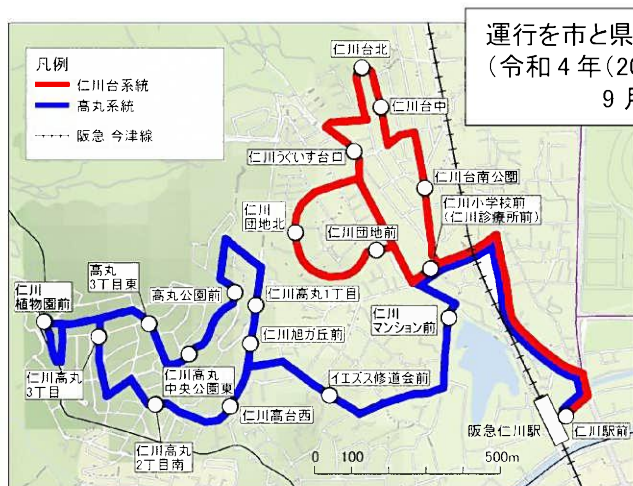 運行を市と県
(令和4年(20
9月
凡例
仁川台系統
高丸系統
阪急 今津線
仁川台北
仁川台中
仁川うぐいす台口
仁川台南公園
仁川小学校前
(仁川診療所前)
仁川
団地北
仁川団地前
高丸
3丁目東
高丸公園前
仁川高丸1丁目
仁川
植物園前
仁川
マンション前
仁川旭ガ丘前
仁川高丸
3丁目
仁川高丸
中央公園東
イエズス修道会前
仁川高台西
仁川高丸
2丁目南
阪急仁川駅
仁川駅前
0 100 500m